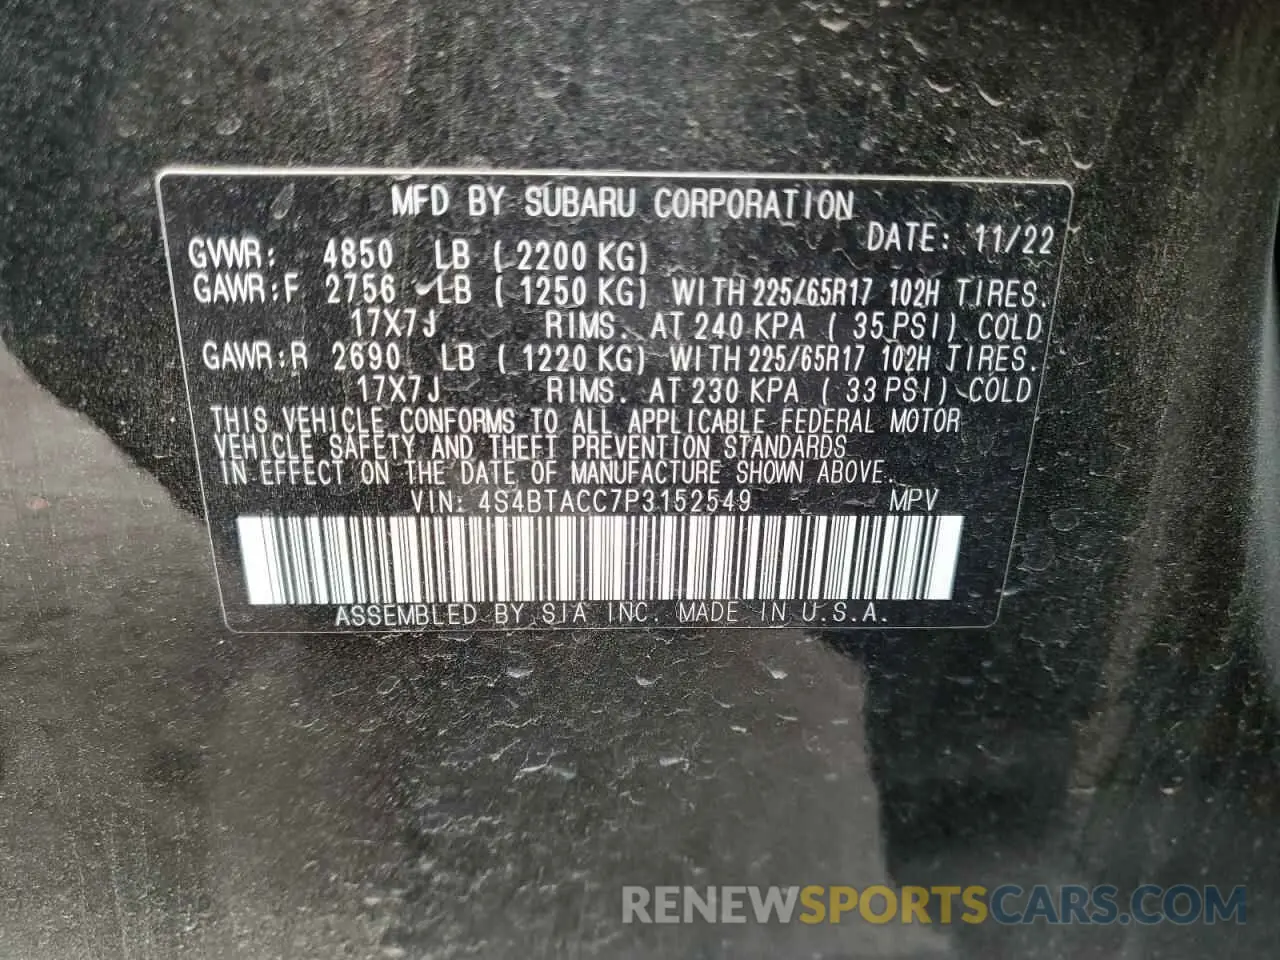 MFD BY SUBARU CORPORATION
DATE: 11/22
GVWR: 4850 LB ( 2200 KG)
GAWR:F 2756 LB ( 1250 KG) WITH 225/65R17 102H TIRES.
17X7J RIMS. AT 240 KPA ( 35 PSI) COLD
GAWR:R 2690 LB ( 1220 KG) WITH 225/65R17 102H TIRES.
17X7J RIMS. AT 230 KPA ( 33 PSI) COLD
THIS VEHICLE CONFORMS TO ALL APPLICABLE FEDERAL MOTOR
VEHICLE SAFETY AND THEFT PREVENTION STANDARDS
IN EFFECT ON THE DATE OF MANUFACTURE SHOWN ABOVE.
VIN: 4S4BTACC7P3152549 MPV
ASSEMBLED BY SIA INC. MADE IN U.S.A.
RENEWSPORTSCARS.COM